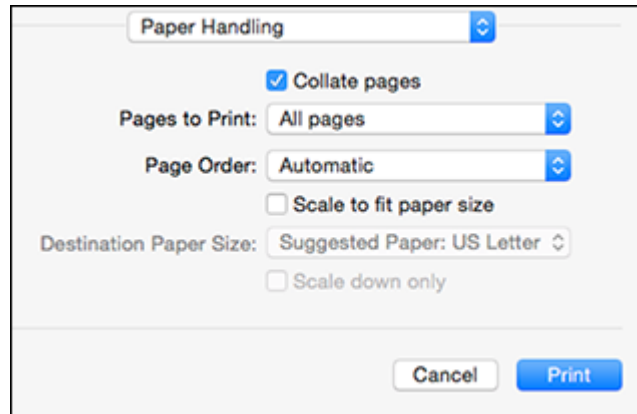 Paper Handling
Collate pages
Pages to Print: All pages
Page Order: Automatic
Scale to fit paper size
Destination Paper Size: Suggested Paper: US Letter
Scale down only
Cancel Print